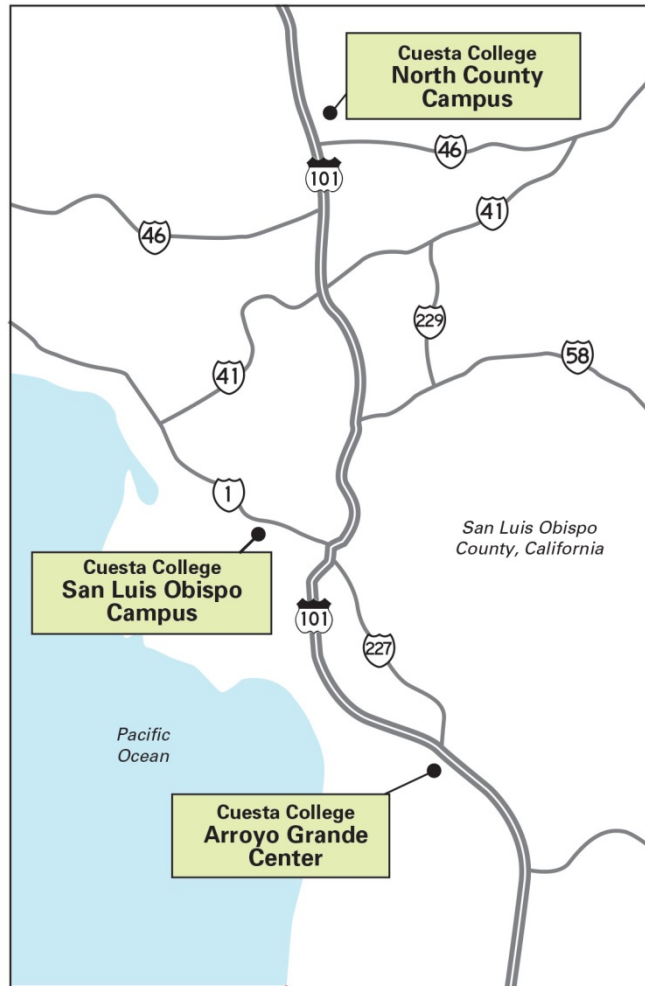 Cuesta College
North County
Campus
46
101
41
46
229
58
41
1
San Luis Obispo
County, California
Cuesta College
San Luis Obispo
Campus
101
227
Pacific
Ocean
Cuesta College
Arroyo Grande
Center